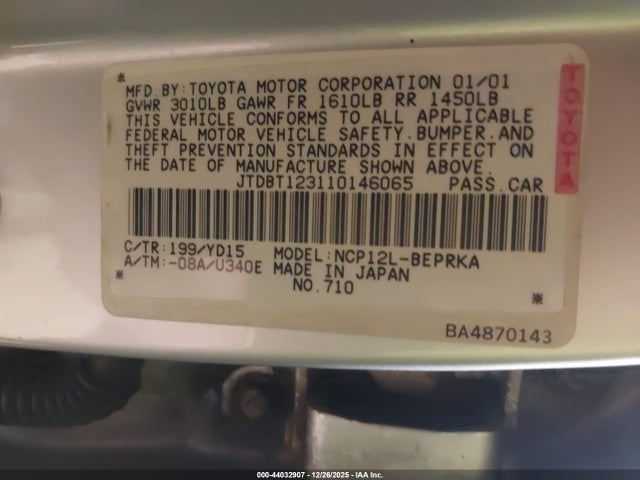 MFD.BY:TOYOTA MOTOR CORPORATION 01/01
GVWR 3010LB GAWR FR 1610LB RR 1450LB
THIS VEHICLE CONFORMS TO ALL APPLICABLE
FEDERAL MOTOR VEHICLE SAFETY.BUMPER.AND
THEFT PREVENTION STANDARDS IN EFFECT ON
THE DATE OF MANUFACTURE SHOWN ABOVE.
JTDBT123110146065 PASS.CAR
TOYOTA
C/TR:199/YD15 MODEL:NCP12L-BEPRKA
A/TM:-08A/U340E MADE IN JAPAN
NO.710
BA4870143
000-44032907 - 12/26/2025 - IAA Inc.